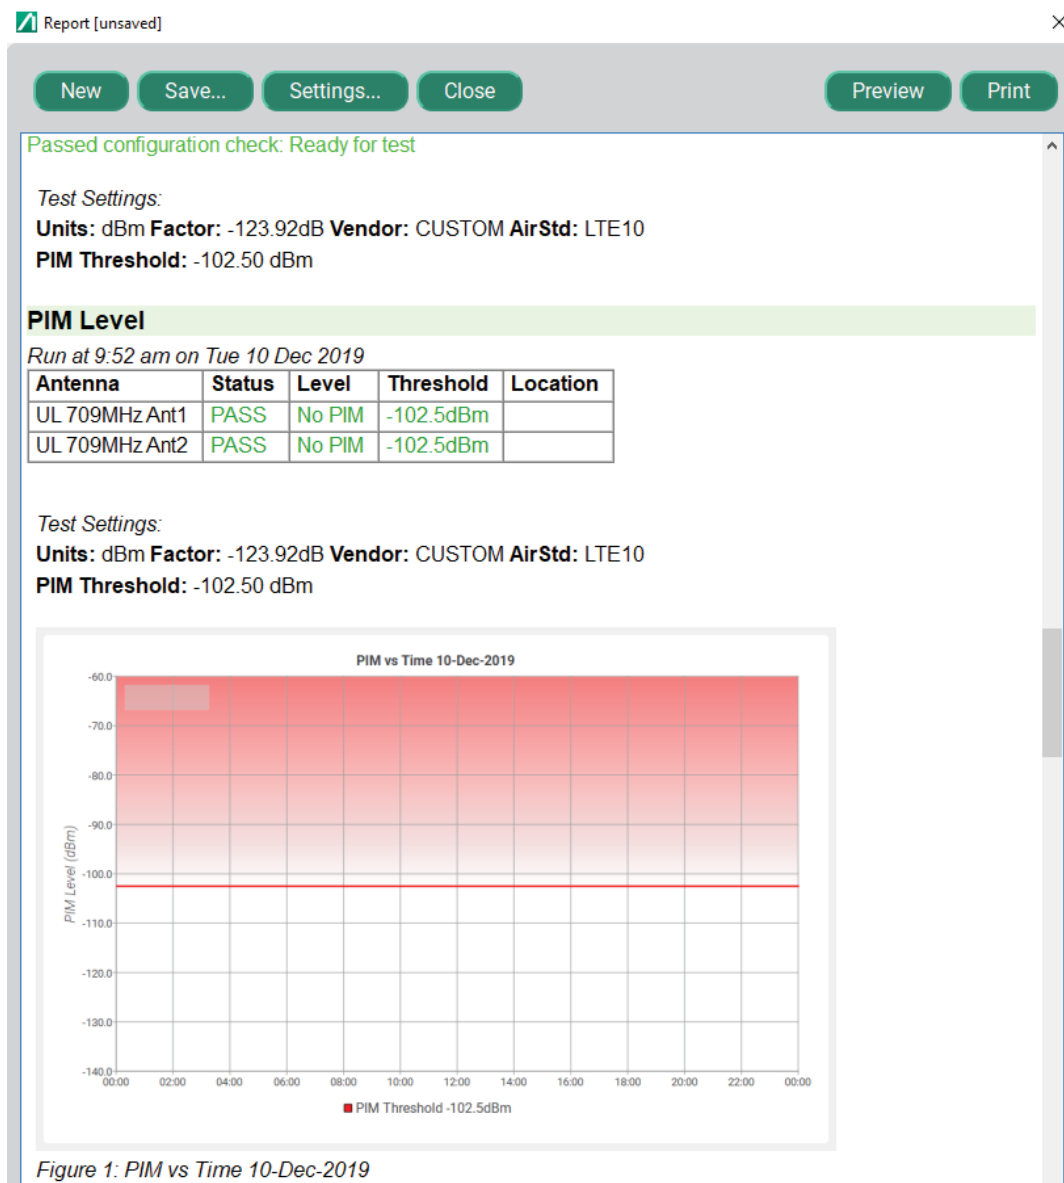 Report [unsaved]
New Save... Settings... Close Preview Print
Passed configuration check: Ready for test
Test Settings:
Units: dBm Factor: -123.92dB Vendor: CUSTOM AirStd: LTE10
PIM Threshold: -102.50 dBm
PIM Level
Run at 9:52 am on Tue 10 Dec 2019
Antenna Status Level Threshold Location
UL 709MHz Ant1 PASS No PIM -102.5dBm
UL 709MHz Ant2 PASS No PIM -102.5dBm
Test Settings:
Units: dBm Factor: -123.92dB Vendor: CUSTOM AirStd: LTE10
PIM Threshold: -102.50 dBm
PIM vs Time 10-Dec-2019
PIM Level (dBm)
-60.0
-70.0
-80.0
-90.0
-100.0
-110.0
-120.0
-130.0
-140.0
00:00 02:00 04:00 06:00 08:00 10:00 12:00 14:00 16:00 18:00 20:00 22:00 00:00
PIM Threshold -102.5dBm
Figure 1: PIM vs Time 10-Dec-2019